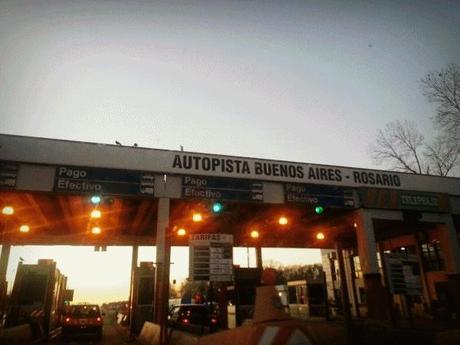 AUTOPISTA BUENOS AIRES - ROSARIO
Pago
Efectivo
Pago
Efectivo
Pago
Efectivo
TELEPEAJE
TARIFAS